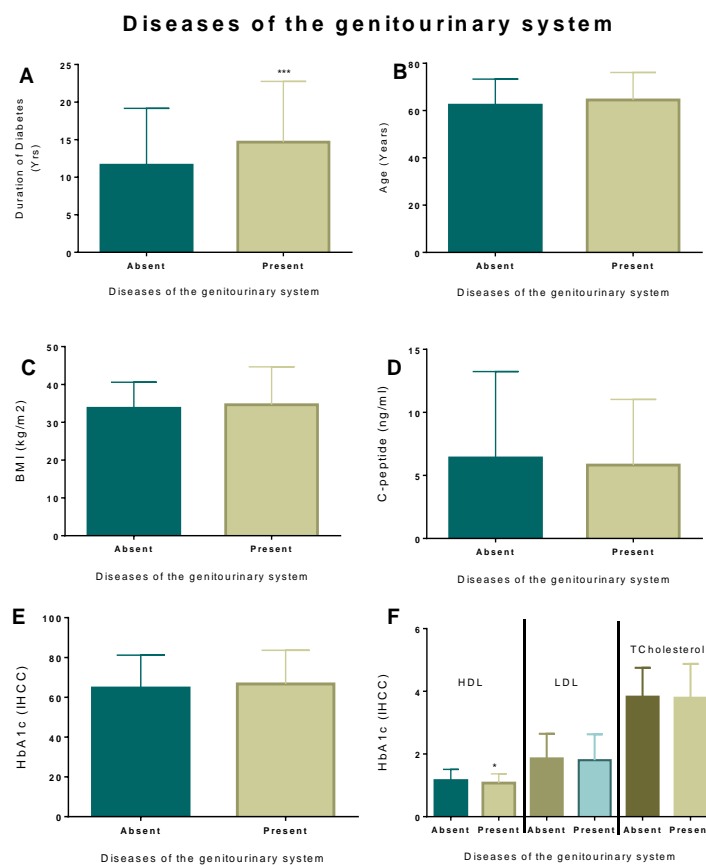 Diseases of the genitourinary system
A
***
Duration of Diabetes
(Yrs)
25
20
15
10
5
0
Absent
Present
Diseases of the genitourinary system
B
Age (Years)
80
60
40
20
0
Absent
Present
Diseases of the genitourinary system
C
BMI (kg/m2)
50
40
30
20
10
0
Absent
Present
Diseases of the genitourinary system
D
C-peptide (ng/ml)
15
10
5
0
Absent
Present
Diseases of the genitourinary system
E
HbA1c (IHCC)
100
80
60
40
20
0
Absent
Present
Diseases of the genitourinary system
F
HbA1c (IHCC)
6
4
2
0
HDL
LDL
TCholesterol
*
Absent
Present
Absent
Present
Absent
Present
Diseases of the genitourinary system